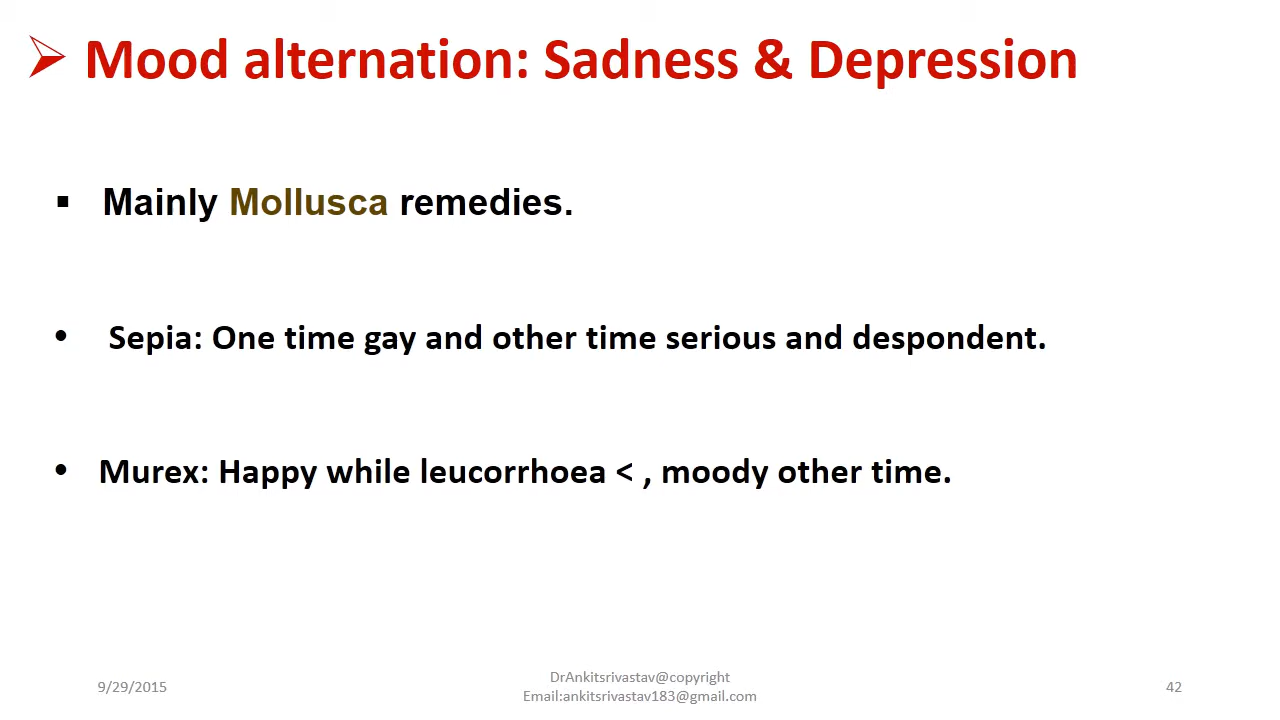 ➢ Mood alternation: Sadness & Depression
▪ Mainly Mollusca remedies.
• Sepia: One time gay and other time serious and despondent.
• Murex: Happy while leucorrhoea < , moody other time.
9/29/2015
DrAnkitsrivastav@copyright
Email:ankitsrivastav183@gmail.com
42